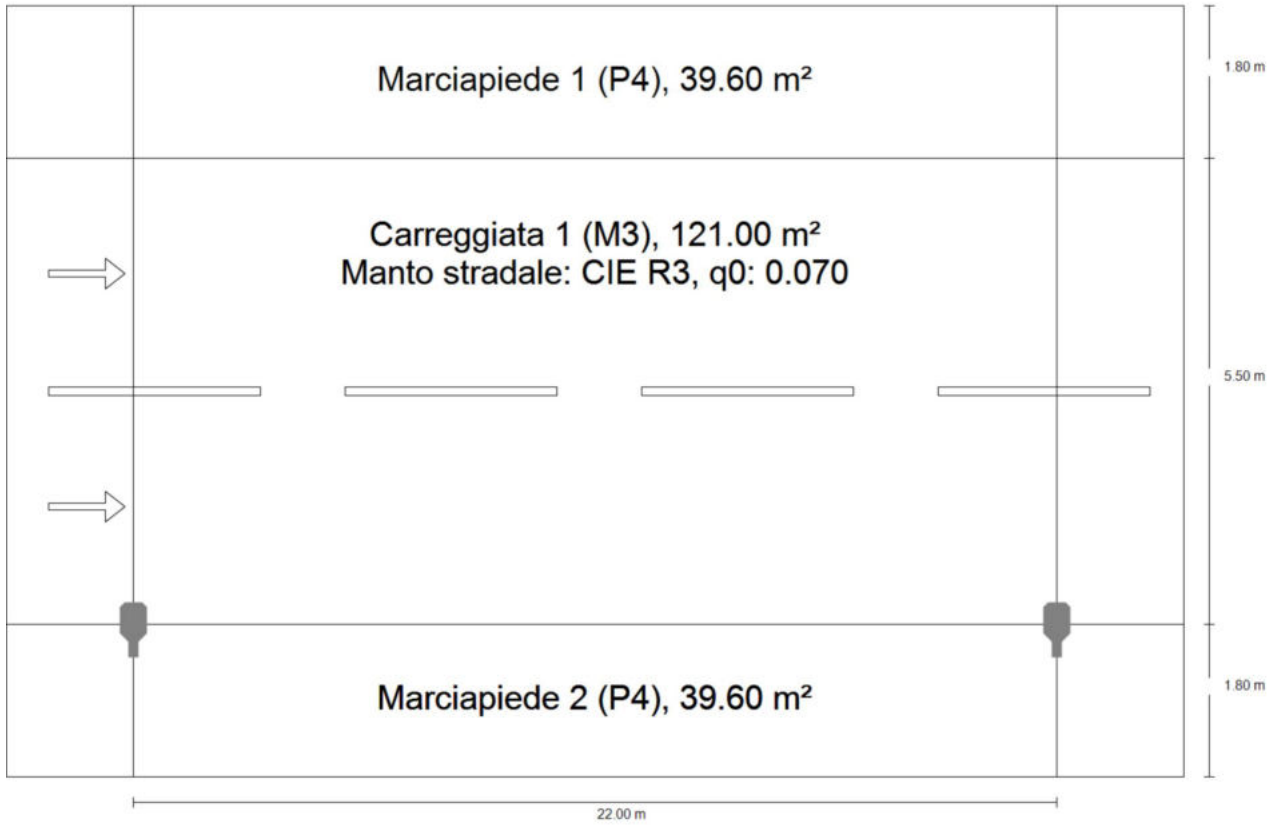 Marciapiede 1 (P4), 39.60 m²
1.80 m
Carreggiata 1 (M3), 121.00 m²
Manto stradale: CIE R3, q0: 0.070
5.50 m
Marciapiede 2 (P4), 39.60 m²
1.80 m
22.00 m